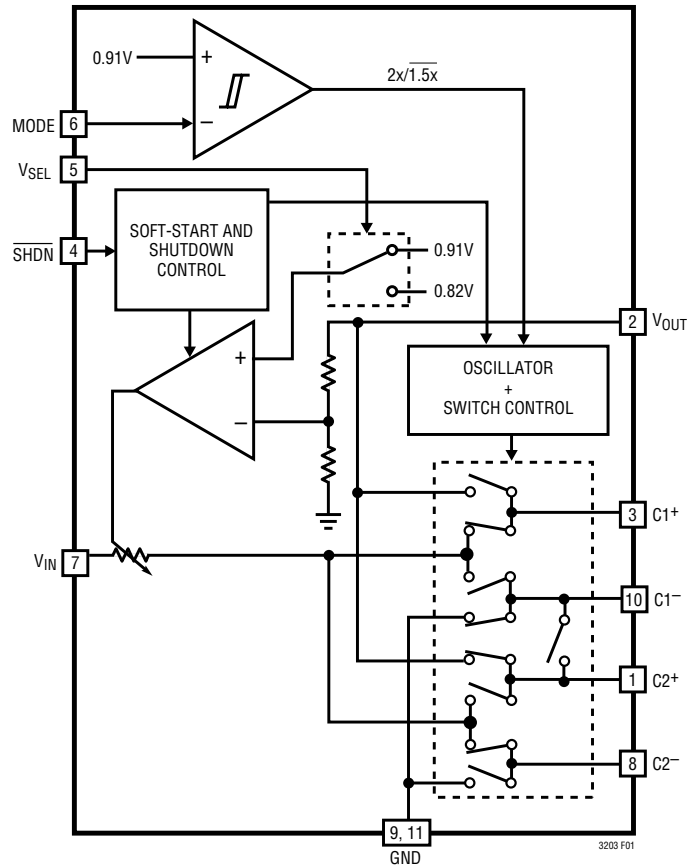 0.91V
+
–
2x/1.5x
MODE
6
VSEL
5
SHDN
4
SOFT-START AND
SHUTDOWN
CONTROL
0.91V
0.82V
2
VOUT
+
–
OSCILLATOR
+
SWITCH CONTROL
3
C1+
VIN
7
10
C1–
1
C2+
8
C2–
9, 11
GND
3203 F01